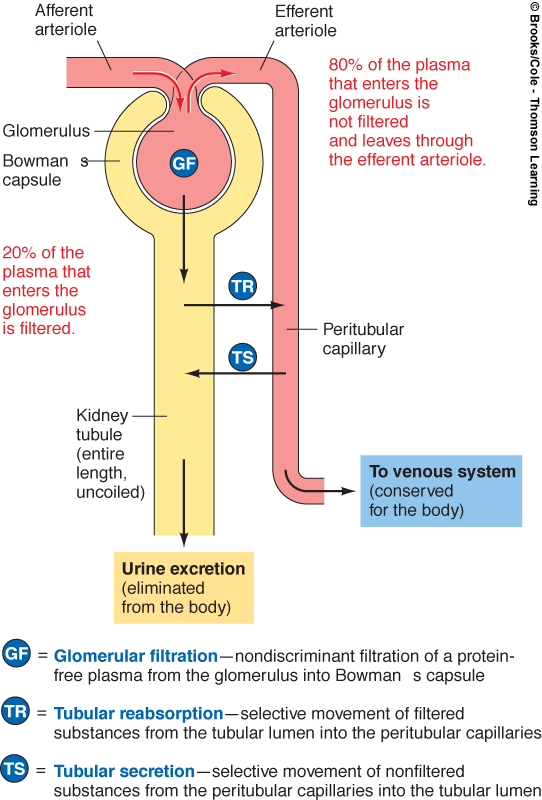 Afferent
arteriole
Efferent
arteriole
© Brooks/Cole - Thomson Learning
80% of the plasma
that enters the
glomerulus is
not filtered
and leaves through
the efferent arteriole.
Glomerulus
Bowman s
capsule
GF
20% of the
plasma that
enters the
glomerulus
is filtered.
TR
Peritubular
capillary
TS
Kidney
tubule
(entire
length,
uncoiled)
To venous system
(conserved
for the body)
Urine excretion
(eliminated
from the body)
GF = Glomerular filtration—nondiscriminant filtration of a protein-
free plasma from the glomerulus into Bowman s capsule
TR = Tubular reabsorption—selective movement of filtered
substances from the tubular lumen into the peritubular capillaries
TS = Tubular secretion—selective movement of nonfiltered
substances from the peritubular capillaries into the tubular lumen